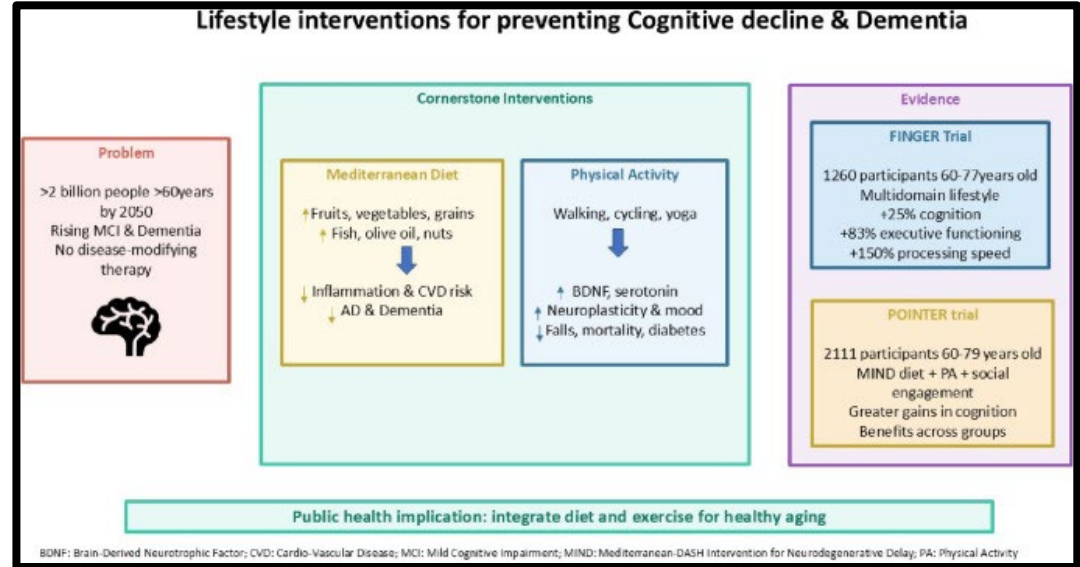 Lifestyle interventions for preventing Cognitive decline & Dementia
Problem
>2 billion people >60years
by 2050
Rising MCI & Dementia
No disease-modifying
therapy
Cornerstone Interventions
Mediterranean Diet
↑Fruits, vegetables, grains
↑ Fish, olive oil, nuts
↓ Inflammation & CVD risk
↓ AD & Dementia
Physical Activity
Walking, cycling, yoga
↑ BDNF, serotonin
↑ Neuroplasticity & mood
↓Falls, mortality, diabetes
Evidence
FINGER Trial
1260 participants 60-77years old
Multidomain lifestyle
+25% cognition
+83% executive functioning
+150% processing speed
POINTER trial
2111 participants 60-79 years old
MIND diet + PA + social
engagement
Greater gains in cognition
Benefits across groups
Public health implication: integrate diet and exercise for healthy aging
BDNF: Brain-Derived Neurotrophic Factor; CVD: Cardio-Vascular Disease; MCI: Mild Cognitive Impairment; MIND: Mediterranean-DASH Intervention for Neurodegenerative Delay; PA: Physical Activity